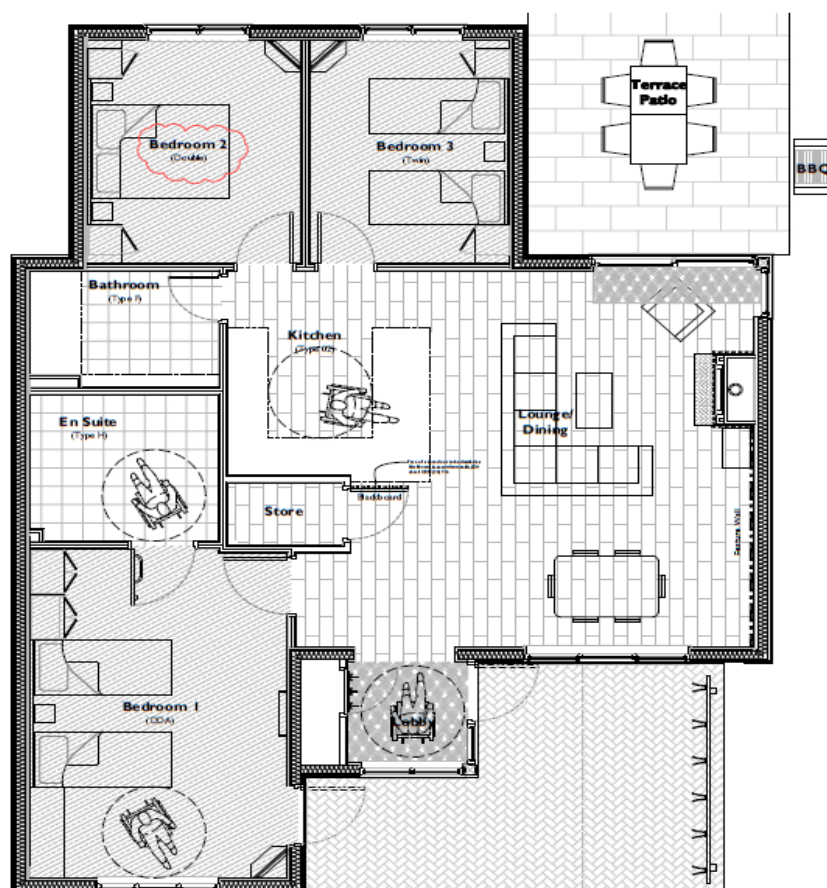 Terrace
Patio
BBQ
Bedroom 2
(Double)
Bedroom 3
(Twin)
Bathroom
(Type F)
Kitchen
(Type 02)
En Suite
(Type H)
Lounge/
Dining
Store
Backboard
Feature Wall
Bedroom 1
(DDA)
Lobby